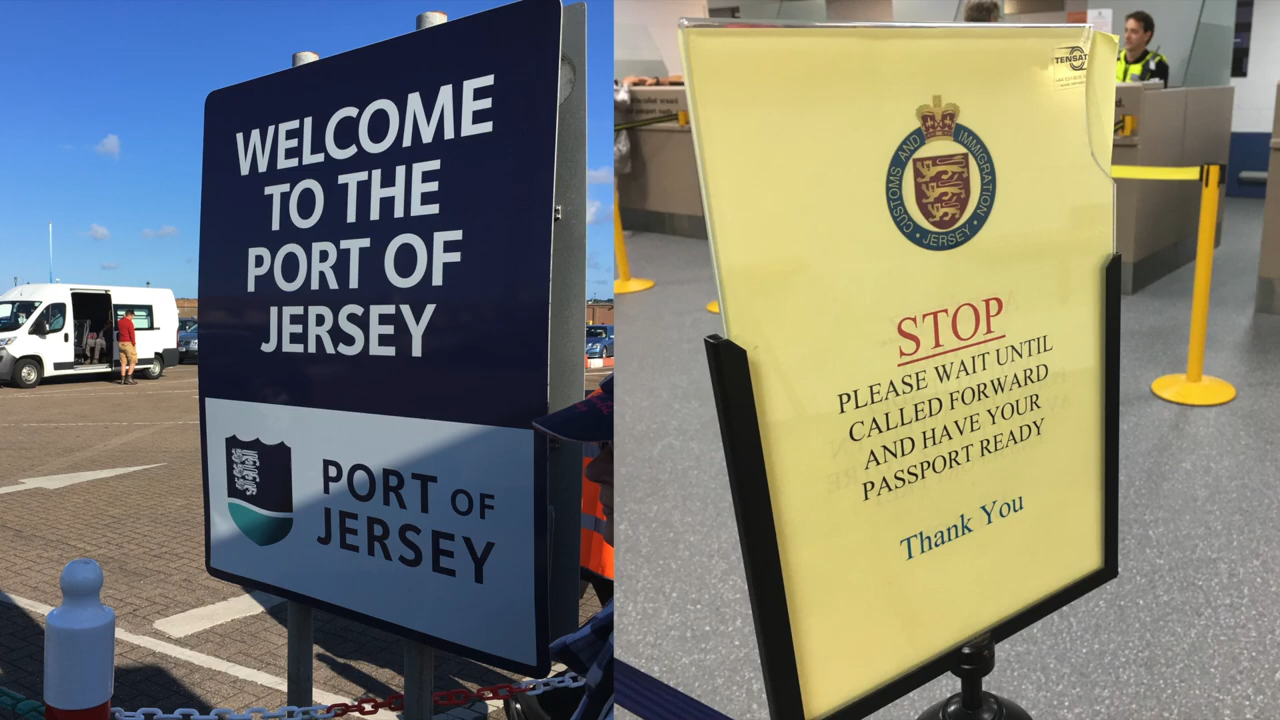 WELCOME
TO THE
PORT OF
JERSEY
PORT OF
JERSEY
CUSTOMS AND IMMIGRATION
• JERSEY •
STOP
PLEASE WAIT UNTIL
CALLED FORWARD
AND HAVE YOUR
PASSPORT READY
Thank You